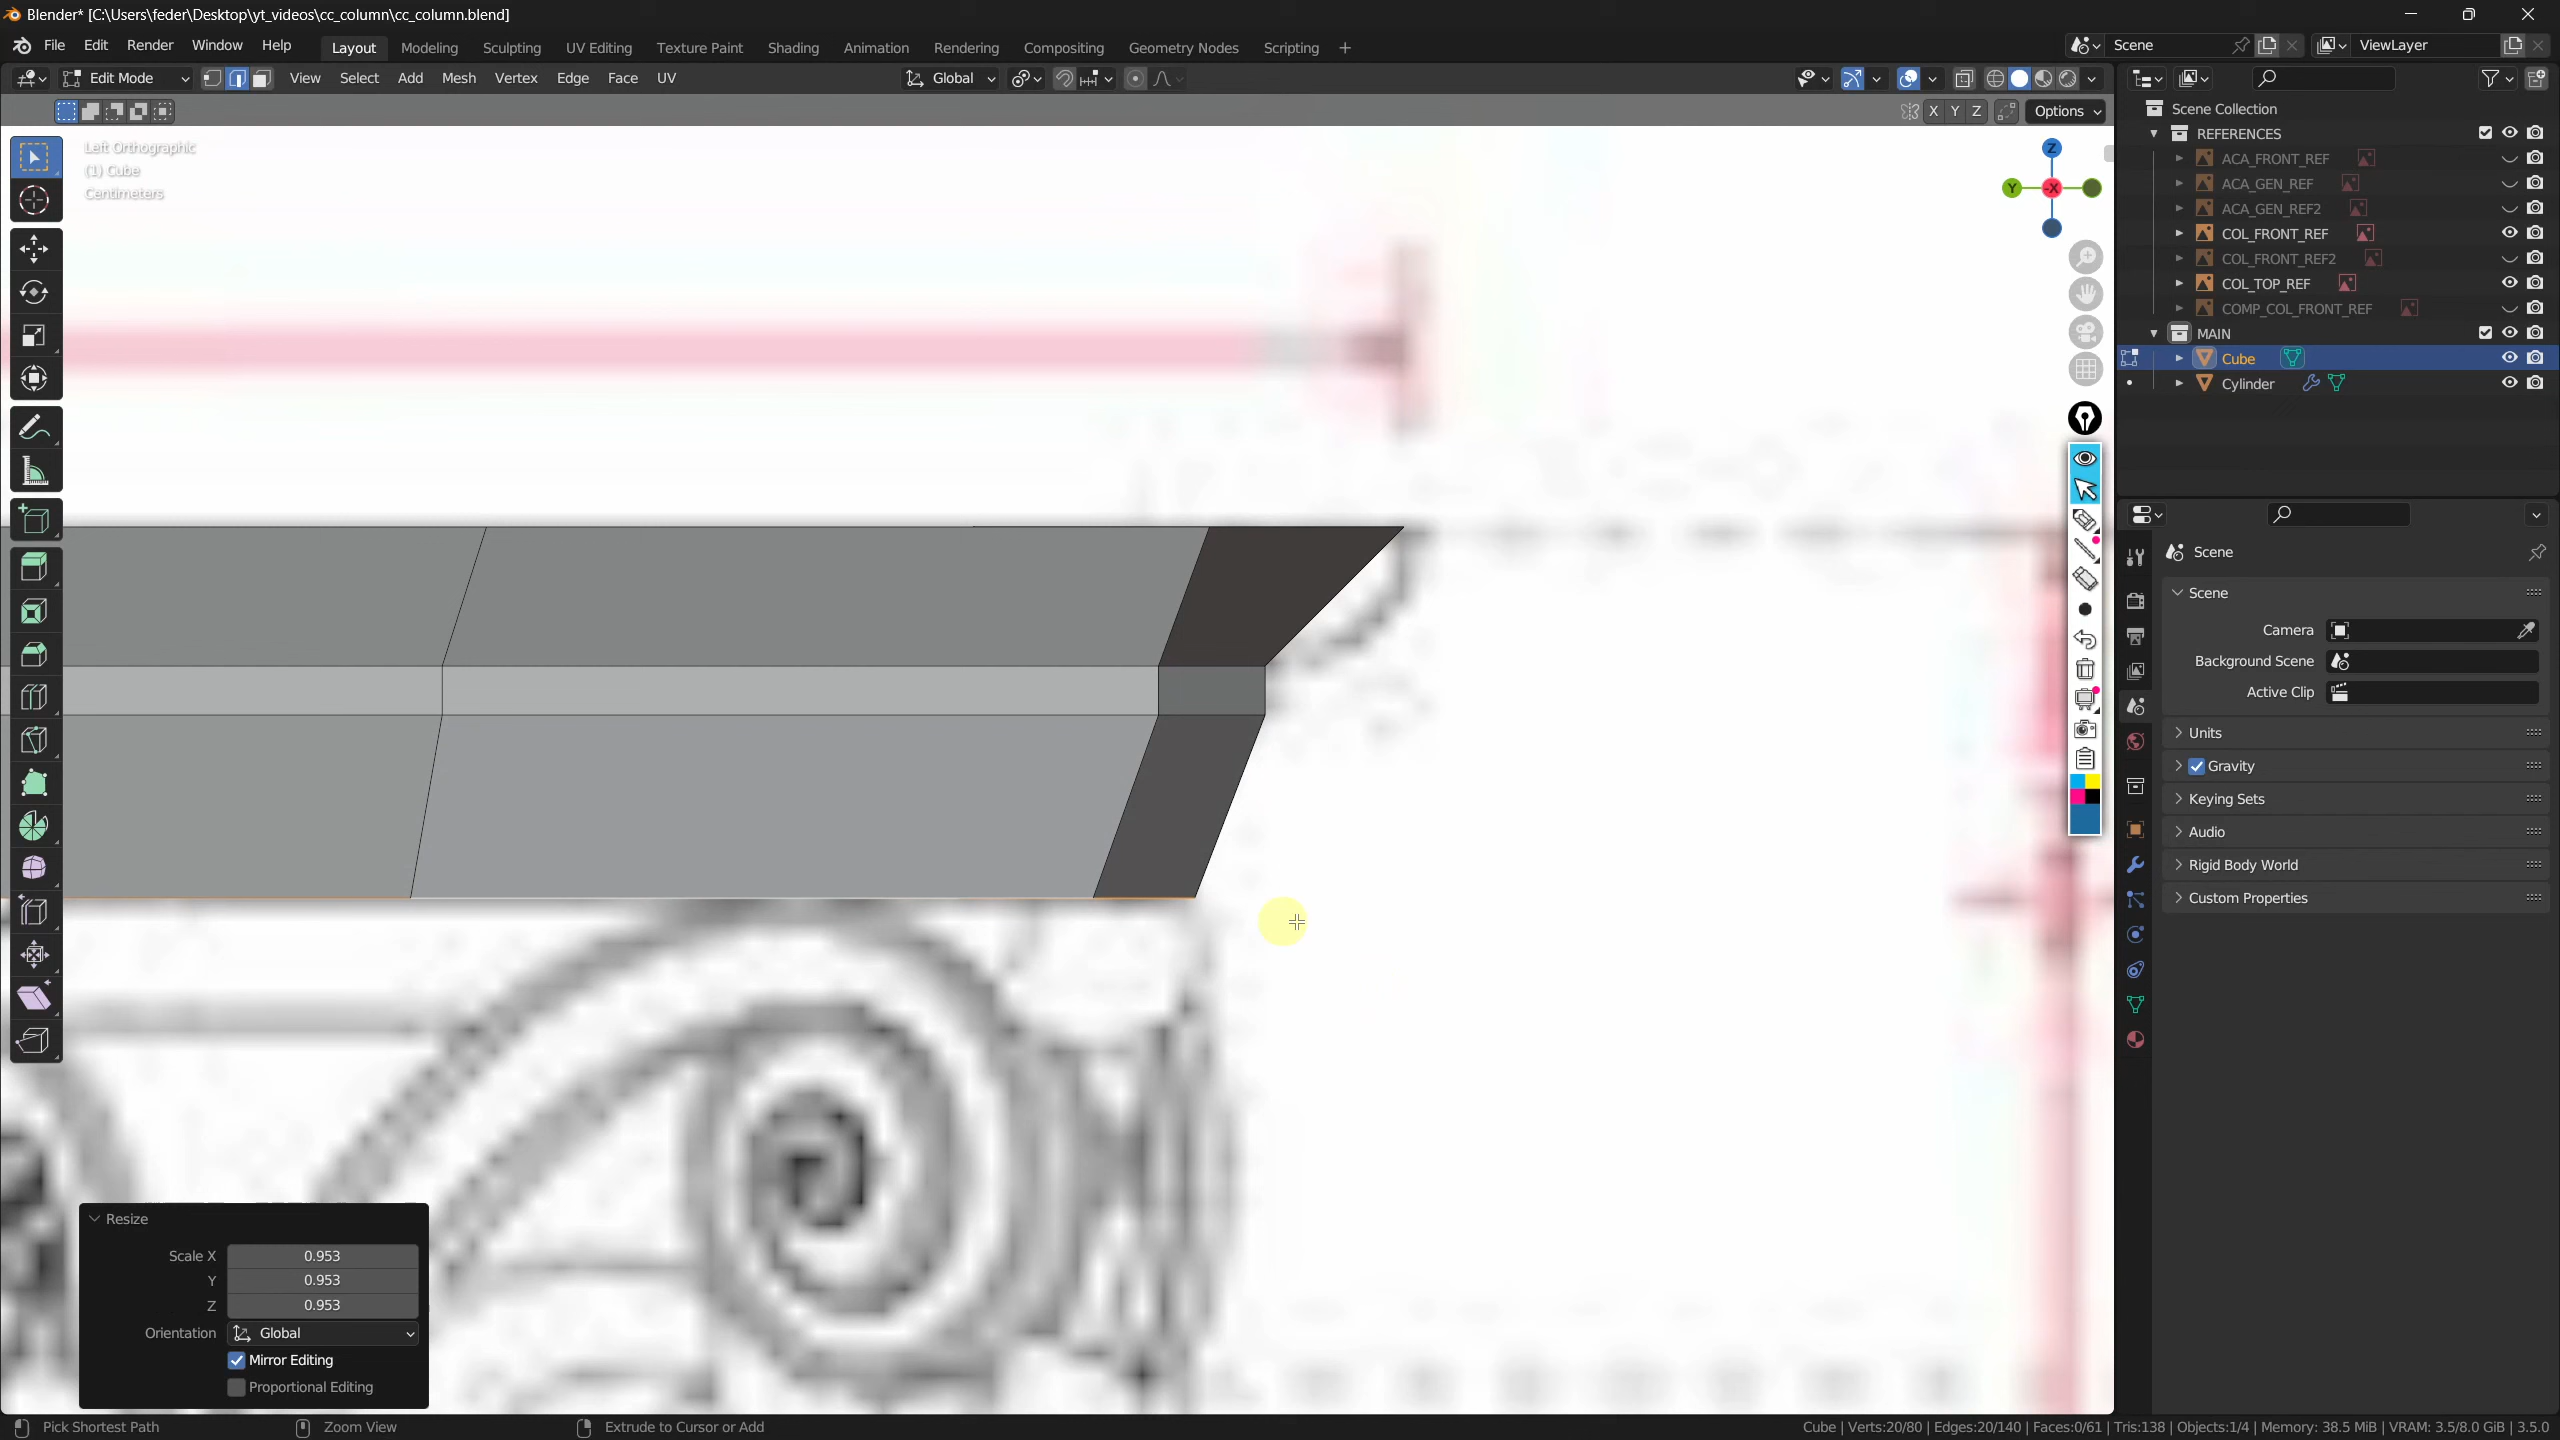 Blender* [C:\Users\feder\Desktop\yt_videos\cc_column\cc_column.blend]
File Edit Render Window Help Layout Modeling Sculpting UV Editing Texture Paint Shading Animation Rendering Compositing Geometry Nodes Scripting + Scene ViewLayer
Edit Mode View Select Add Mesh Vertex Edge Face UV Global
X Y Z Options
Left Orthographic
(1) Cube
Centimeters
Z
Y -X
Scene Collection
REFERENCES
ACA_FRONT_REF
ACA_GEN_REF
ACA_GEN_REF2
COL_FRONT_REF
COL_FRONT_REF2
COL_TOP_REF
COMP_COL_FRONT_REF
MAIN
Cube
Cylinder
Scene
Scene
Camera
Background Scene
Active Clip
Units
Gravity
Keying Sets
Audio
Rigid Body World
Custom Properties
Resize
Scale X 0.953
Y 0.953
Z 0.953
Orientation Global
Mirror Editing
Proportional Editing
Pick Shortest Path Zoom View Extrude to Cursor or Add Cube | Verts:20/80 | Edges:20/140 | Faces:0/61 | Tris:138 | Objects:1/4 | Memory: 38.5 MiB | VRAM: 3.5/8.0 GiB | 3.5.0